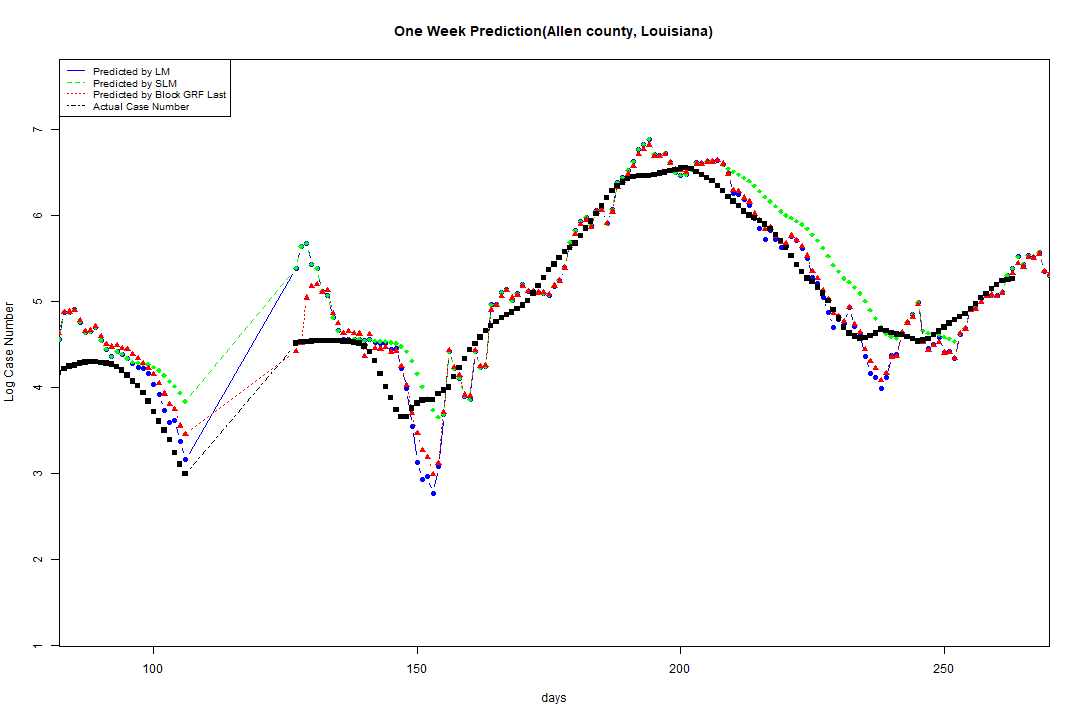 One Week Prediction(Allen county, Louisiana)
Predicted by LM
Predicted by SLM
Predicted by Block GRF Last
Actual Case Number
7
6
5
4
3
2
1
Log Case Number
100 150 200 250
days